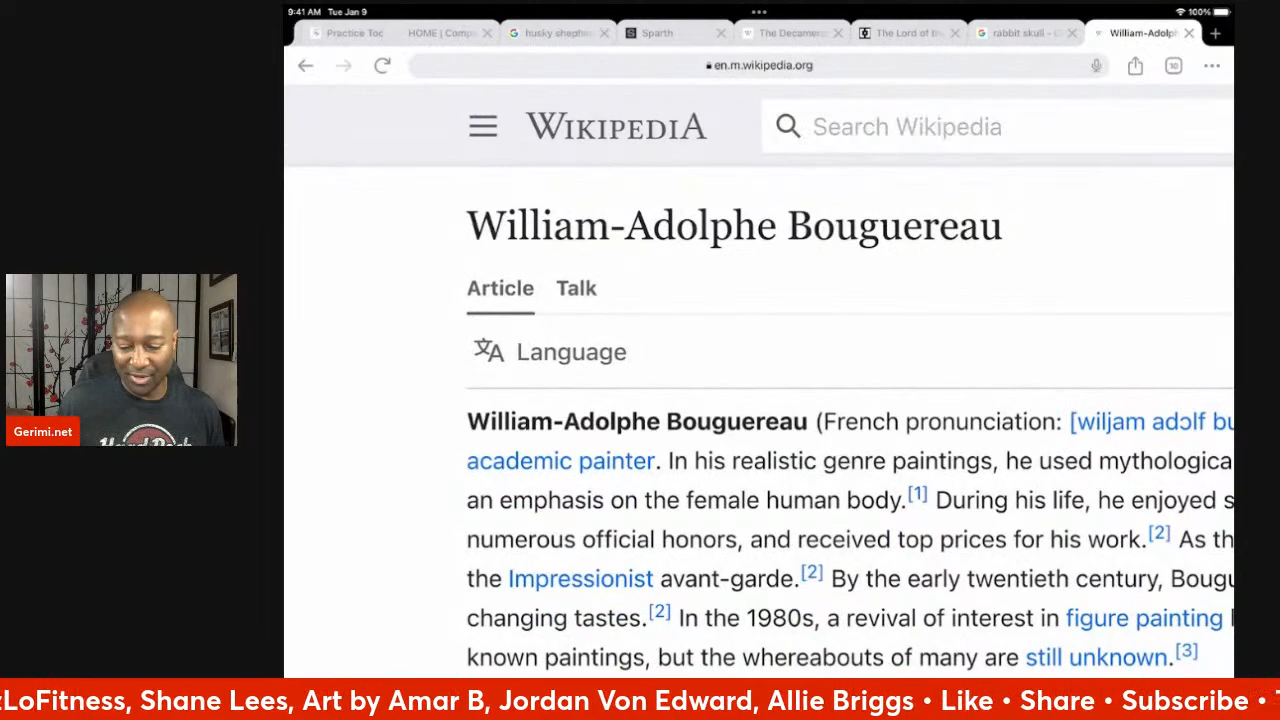 9:41 AM Tue Jan 9
100%
Practice Toc
HOME | Comp
husky shephe
Sparth
The Decamero
The Lord of th
rabbit skull -
William-Adolph
en.m.wikipedia.org
10
WIKIPEDIA
Search Wikipedia
William-Adolphe Bouguereau
Article Talk
Language
William-Adolphe Bouguereau (French pronunciation: [wiljam adɔlf bu
academic painter. In his realistic genre paintings, he used mythologica
an emphasis on the female human body.[1] During his life, he enjoyed s
numerous official honors, and received top prices for his work.[2] As th
the Impressionist avant-garde.[2] By the early twentieth century, Bougu
changing tastes.[2] In the 1980s, a revival of interest in figure painting
known paintings, but the whereabouts of many are still unknown.[3]
Gerimi.net
Hard Rock
zLoFitness, Shane Lees, Art by Amar B, Jordan Von Edward, Allie Briggs • Like • Share • Subscribe •